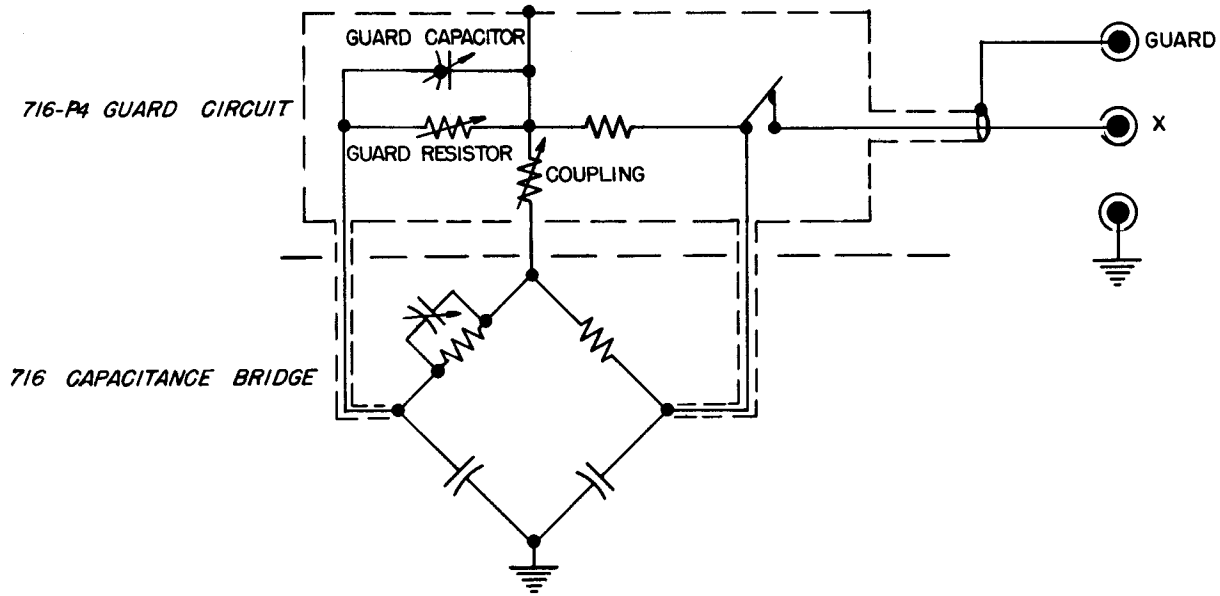 GUARD CAPACITOR
GUARD
716-P4 GUARD CIRCUIT
X
GUARD RESISTOR
COUPLING
716 CAPACITANCE BRIDGE